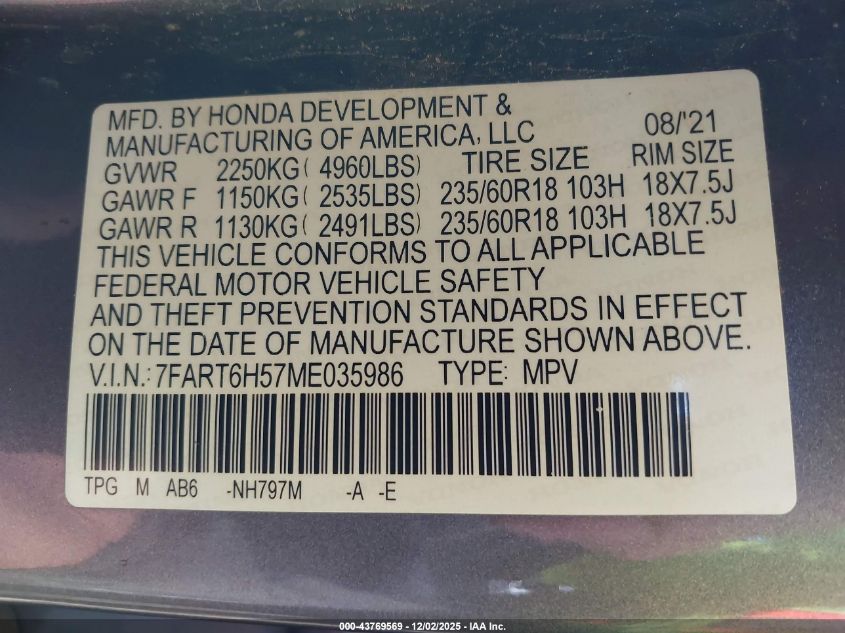 MFD. BY HONDA DEVELOPMENT &
MANUFACTURING OF AMERICA, LLC 08/'21
GVWR 2250KG( 4960LBS) TIRE SIZE RIM SIZE
GAWR F 1150KG( 2535LBS) 235/60R18 103H 18X7.5J
GAWR R 1130KG( 2491LBS) 235/60R18 103H 18X7.5J
THIS VEHICLE CONFORMS TO ALL APPLICABLE
FEDERAL MOTOR VEHICLE SAFETY
AND THEFT PREVENTION STANDARDS IN EFFECT
ON THE DATE OF MANUFACTURE SHOWN ABOVE.
V.I.N.: 7FART6H57ME035986 TYPE: MPV
TPG M AB6 -NH797M -A -E
000-43769569 - 12/02/2025 - IAA Inc.